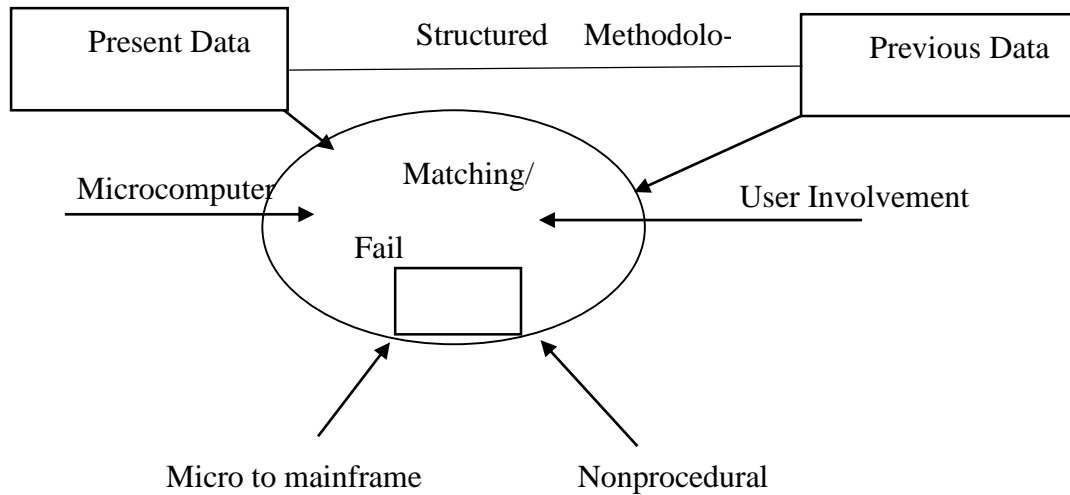 Present Data
Structured Methodolo-
Previous Data
Matching/
Microcomputer
User Involvement
Fail
Micro to mainframe
Nonprocedural